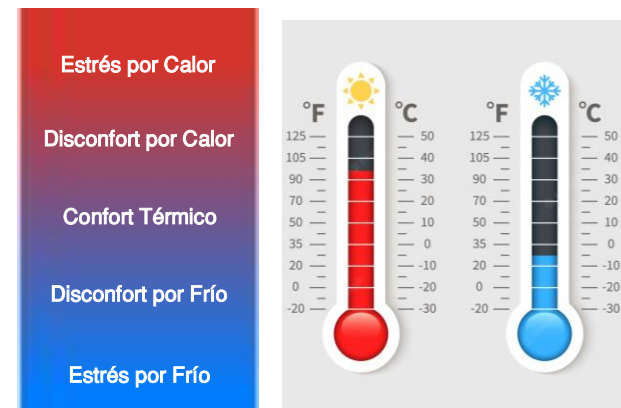 Estrés por Calor
Disconfort por Calor
Confort Térmico
Disconfort por Frío
Estrés por Frío
°F °C °F °C
125 50 125 50
105 40 105 40
90 30 90 30
70 20 70 20
50 10 50 10
35 0 35 0
20 -10 20 -10
0 -20 0 -20
-20 -30 -20 -30